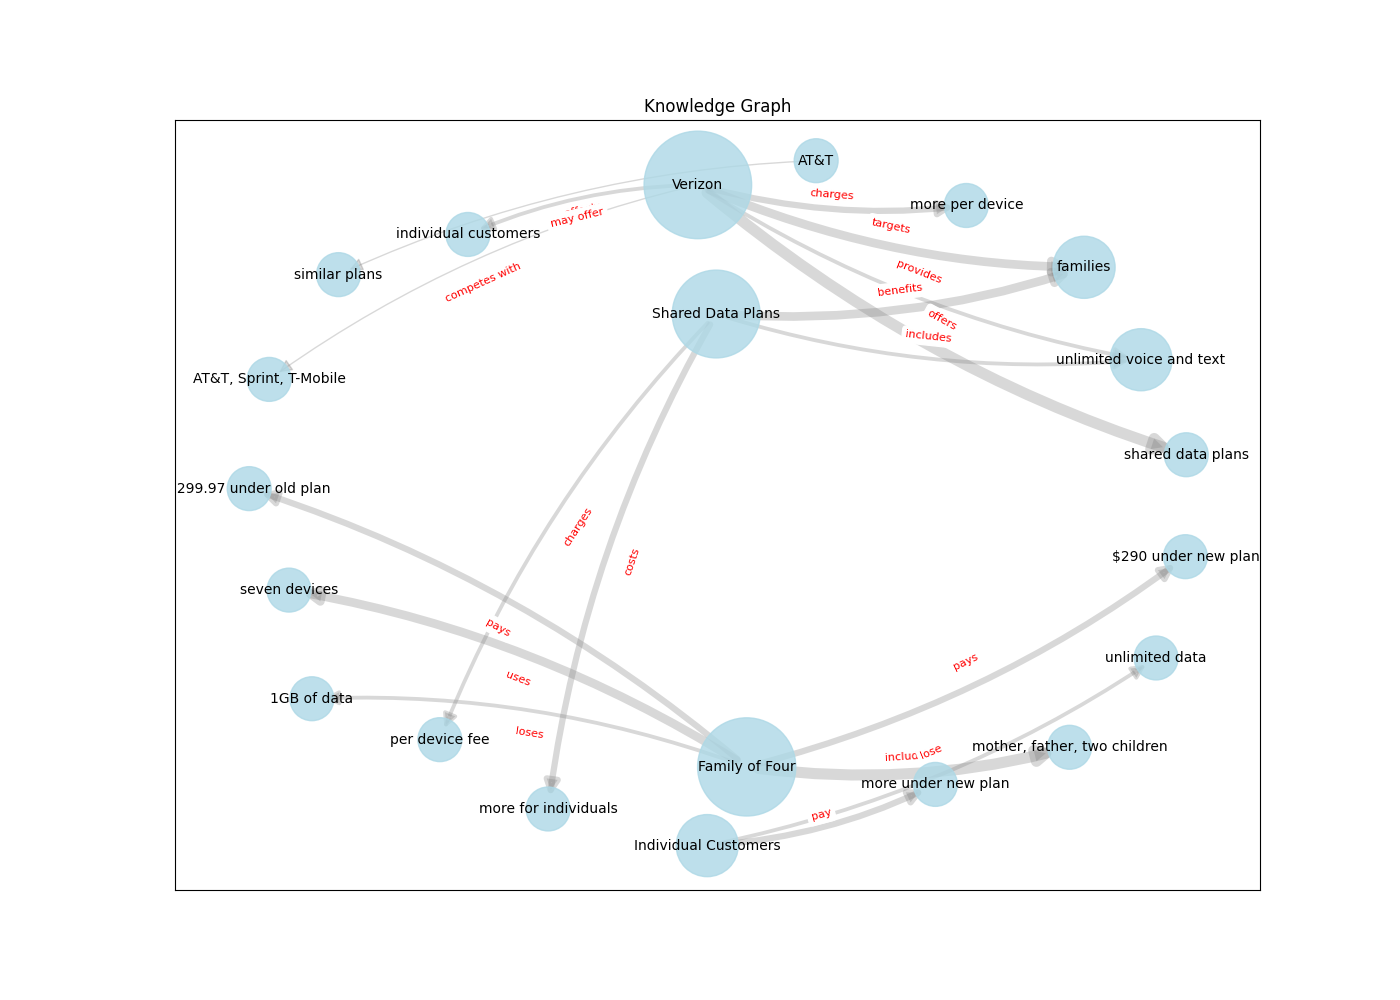 Knowledge Graph
AT&T
Verizon
charges
more per device
may offer
targets
individual customers
provides
families
similar plans
competes with
benefits
Shared Data Plans
offers
includes
unlimited voice and text
AT&T, Sprint, T-Mobile
shared data plans
299.97 under old plan
charges
costs
$290 under new plan
seven devices
pays
pays
unlimited data
uses
1GB of data
loses
per device fee
mother, father, two children
lose
Family of Four
more under new plan
more for individuals
pay
Individual Customers